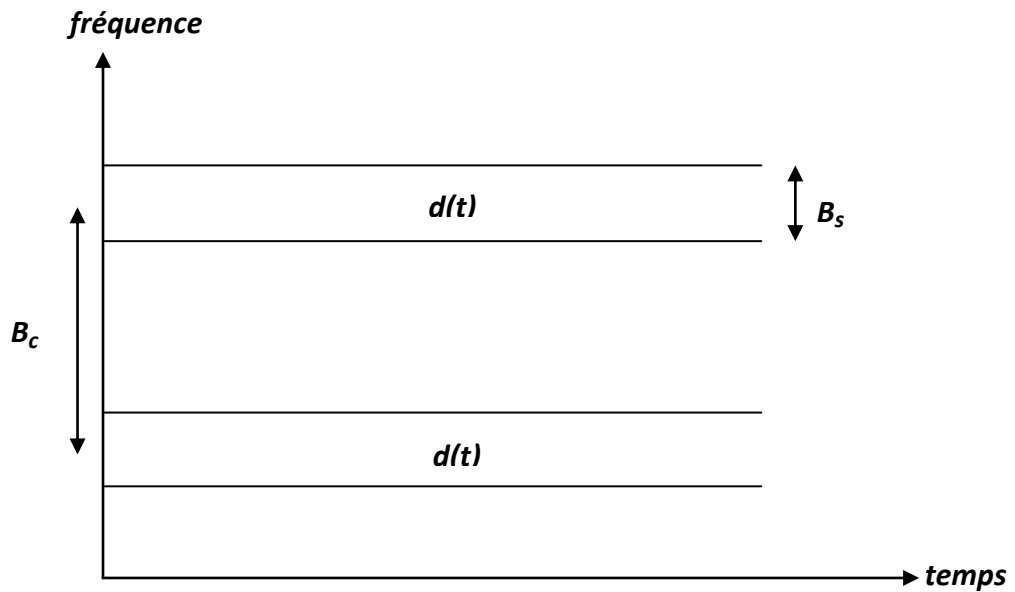 fréquence
d(t)
Bs
Bc
d(t)
temps